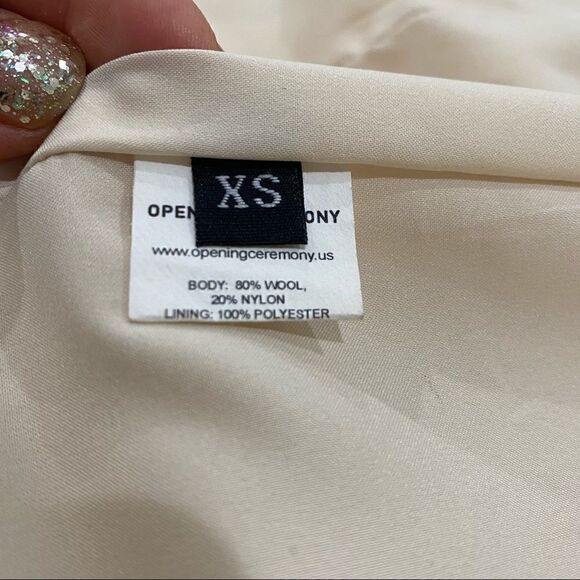 XS
OPEN ONY
www.openingceremony.us
BODY: 80% WOOL,
20% NYLON
LINING: 100% POLYESTER